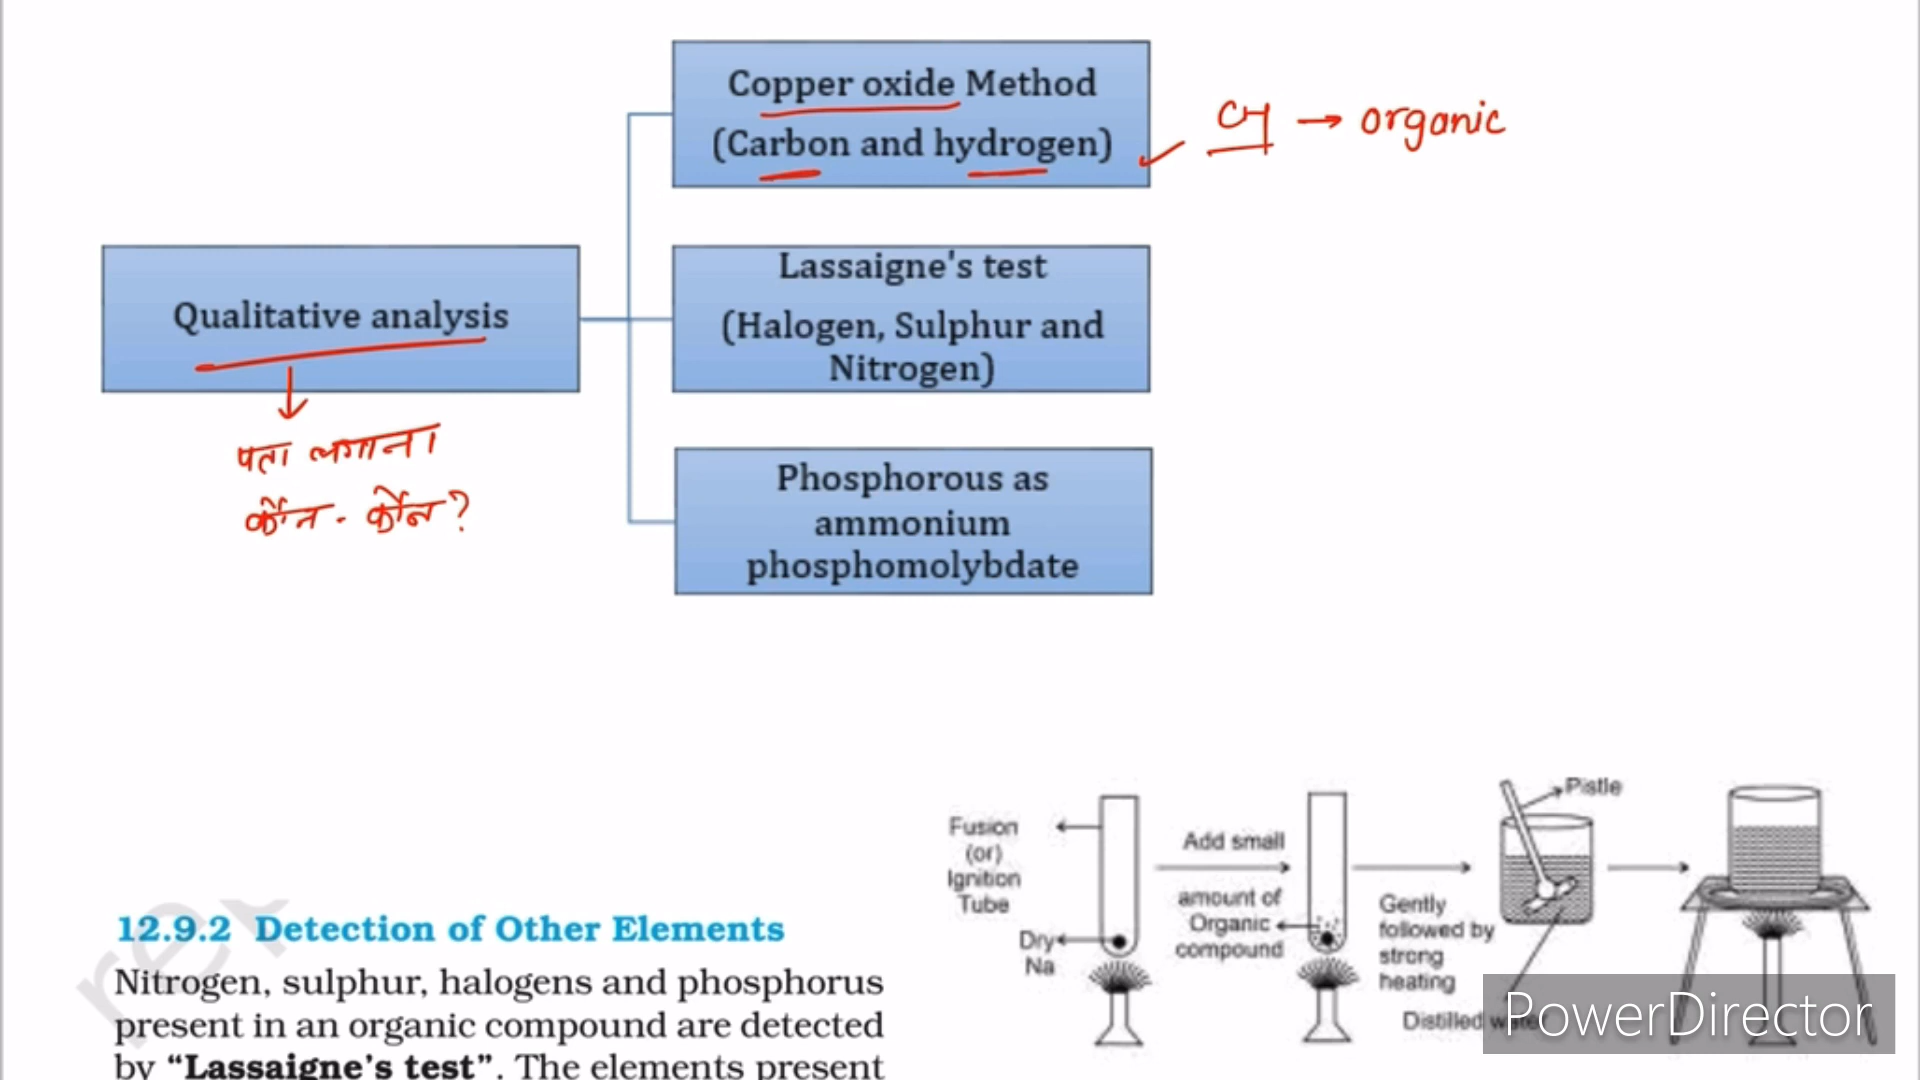 Copper oxide Method
(Carbon and hydrogen)
CH → organic
Qualitative analysis
पता लगाना
कौन - कौन ?
Lassaigne's test
(Halogen, Sulphur and
Nitrogen)
Phosphorous as
ammonium
phosphomolybdate
12.9.2 Detection of Other Elements
Nitrogen, sulphur, halogens and phosphorus
present in an organic compound are detected
by “Lassaigne’s test”. The elements present
Fusion
(or)
Ignition
Tube
Dry
Na
Add small
amount of
Organic
compound
Gently
followed by
strong
heating
Pistle
Distilled
PowerDirector